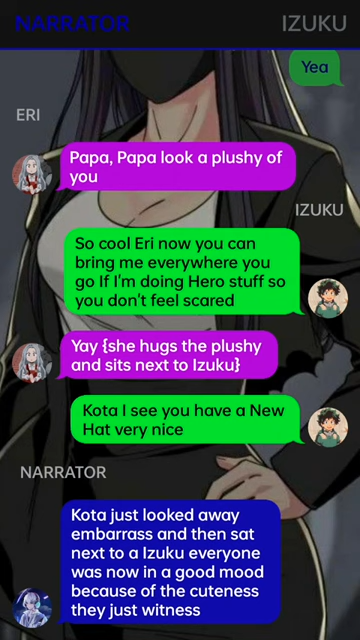 NARRATOR
IZUKU
Yea
ERI
Papa, Papa look a plushy of
you
IZUKU
So cool Eri now you can
bring me everywhere you
go If I'm doing Hero stuff so
you don't feel scared
Yay {she hugs the plushy
and sits next to Izuku}
Kota I see you have a New
Hat very nice
NARRATOR
Kota just looked away
embarrass and then sat
next to a Izuku everyone
was now in a good mood
because of the cuteness
they just witness